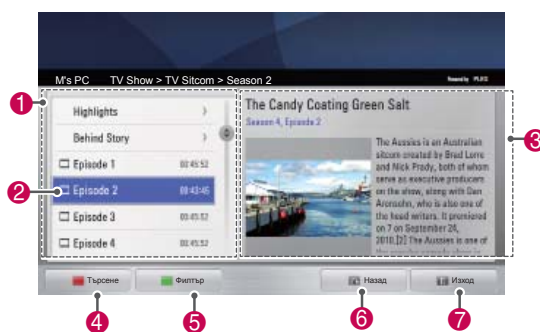 M's PC TV Show > TV Sitcom > Season 2
Powered by PLEX
1
Highlights
Behind Story
Episode 1 00:45:52
2
Episode 2 00:43:46
Episode 3 00:45:52
Episode 4 00:45:52
The Candy Coating Green Salt
Season 4, Episode 2
The Aussies is an Australian
sitcom created by Brad Lorre
and Nick Prady, both of whom
serve as executive producers
on the show, along with Dan
Aronsohn, who is also one of
the head writers. It premiered
on 7 on September 24,
2010.[2] The Aussies is one of
3
Търсене
Филтър
Назад
Изход
4
5
6
7